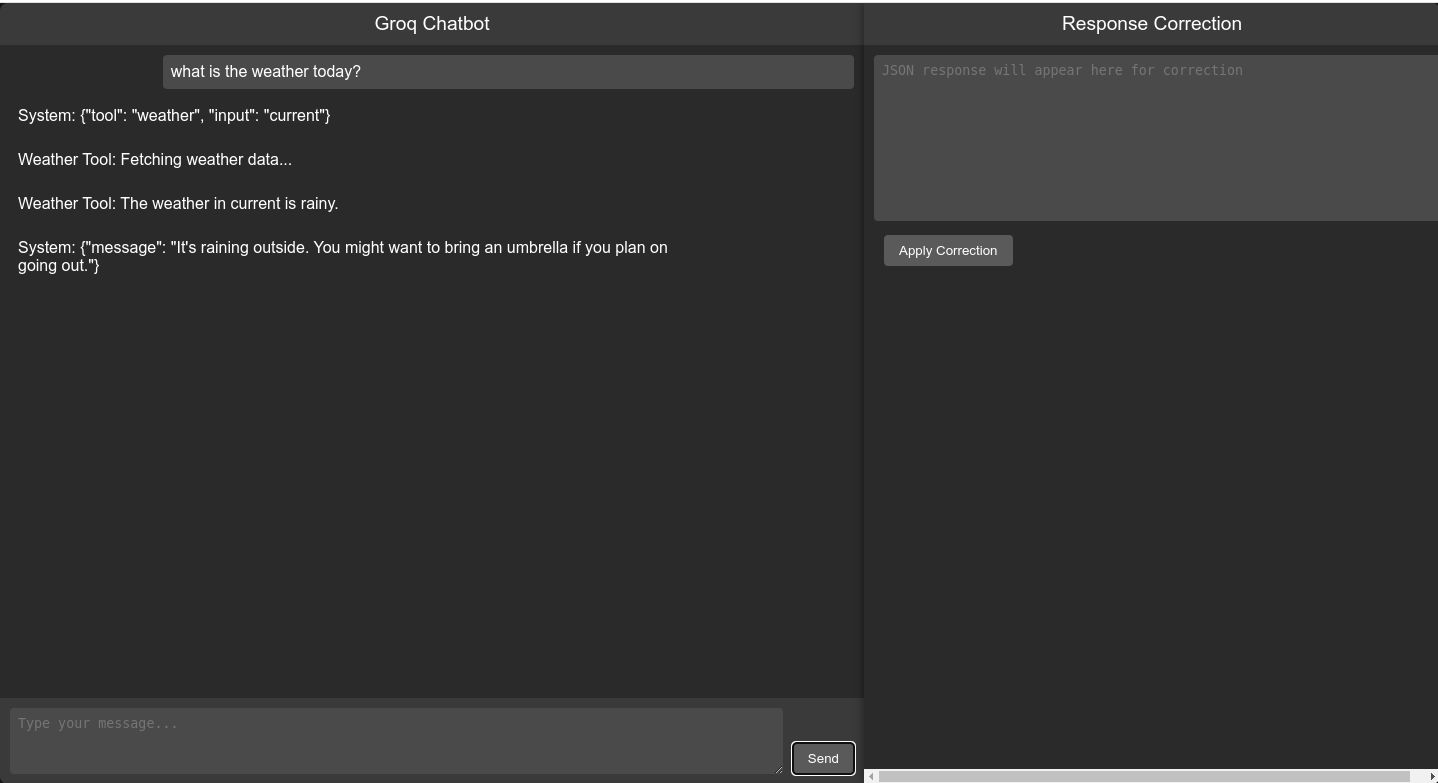 Groq Chatbot
what is the weather today?
System: {"tool": "weather", "input": "current"}
Weather Tool: Fetching weather data...
Weather Tool: The weather in current is rainy.
System: {"message": "It's raining outside. You might want to bring an umbrella if you plan on
going out."}
Type your message...
Send
Response Correction
JSON response will appear here for correction
Apply Correction